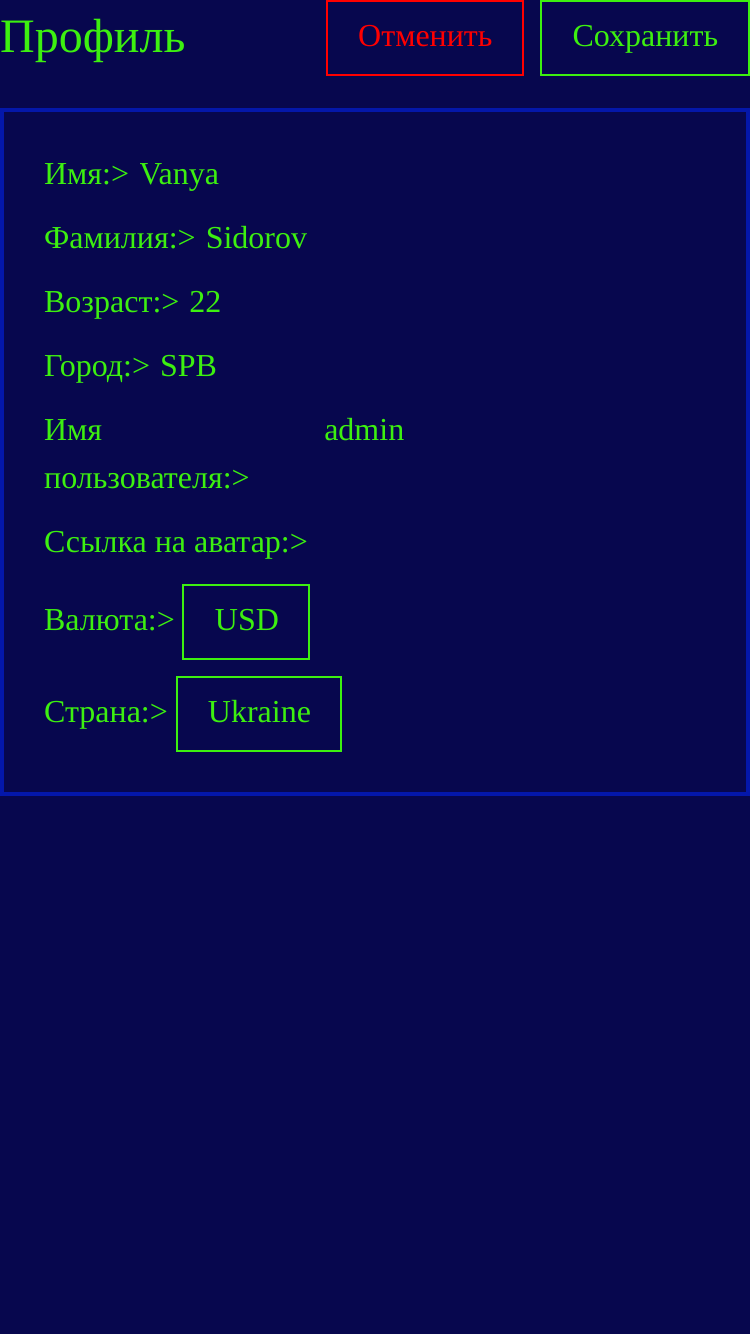 Профиль
Отменить
Сохранить
Имя:> Vanya
Фамилия:> Sidorov
Возраст:> 22
Город:> SPB
Имя пользователя:> admin
Ссылка на аватар:>
Валюта:> USD
Страна:> Ukraine